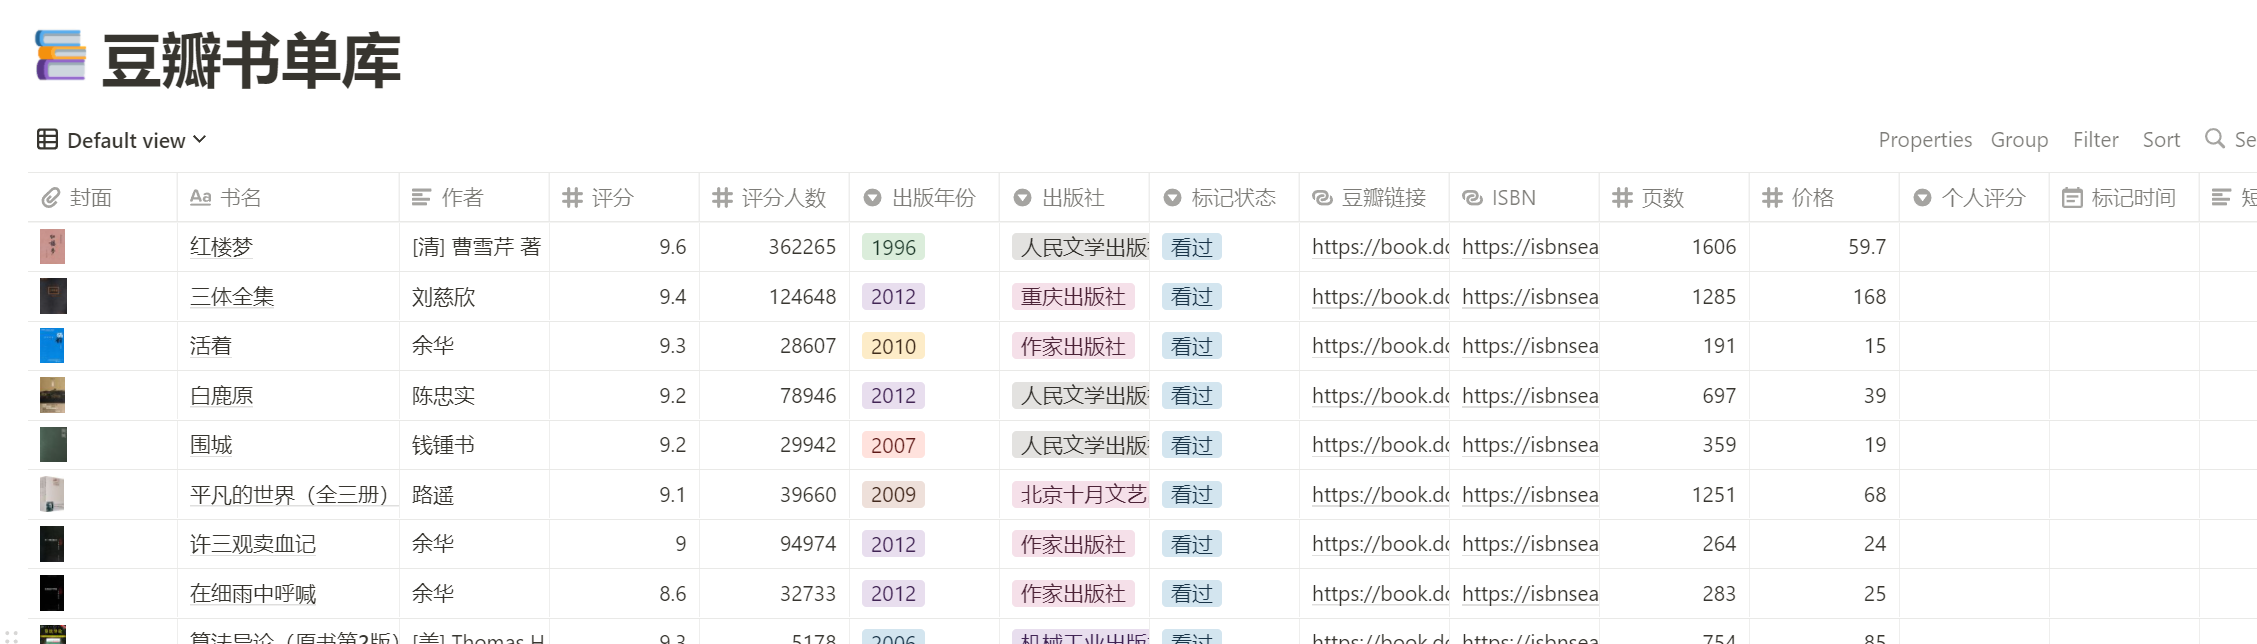 豆瓣书单库
Default view
Properties Group Filter Sort Se
封面 Aa 书名 作者 评分 评分人数 出版年份 出版社 标记状态 豆瓣链接 ISBN 页数 价格 个人评分 标记时间 短
红楼梦 [清] 曹雪芹 著 9.6 362265 1996 人民文学出版 看过 https://book.do https://isbnsea 1606 59.7
三体全集 刘慈欣 9.4 124648 2012 重庆出版社 看过 https://book.do https://isbnsea 1285 168
活着 余华 9.3 28607 2010 作家出版社 看过 https://book.do https://isbnsea 191 15
白鹿原 陈忠实 9.2 78946 2012 人民文学出版 看过 https://book.do https://isbnsea 697 39
围城 钱锺书 9.2 29942 2007 人民文学出版 看过 https://book.do https://isbnsea 359 19
平凡的世界（全三册） 路遥 9.1 39660 2009 北京十月文艺 看过 https://book.do https://isbnsea 1251 68
许三观卖血记 余华 9 94974 2012 作家出版社 看过 https://book.do https://isbnsea 264 24
在细雨中呼喊 余华 8.6 32733 2012 作家出版社 看过 https://book.do https://isbnsea 283 25
算法导论（原书第2版） [美] Thomas H 9.3 5178 2006 机械工业出版 看过 https://book.do https://isbnsea 754 85